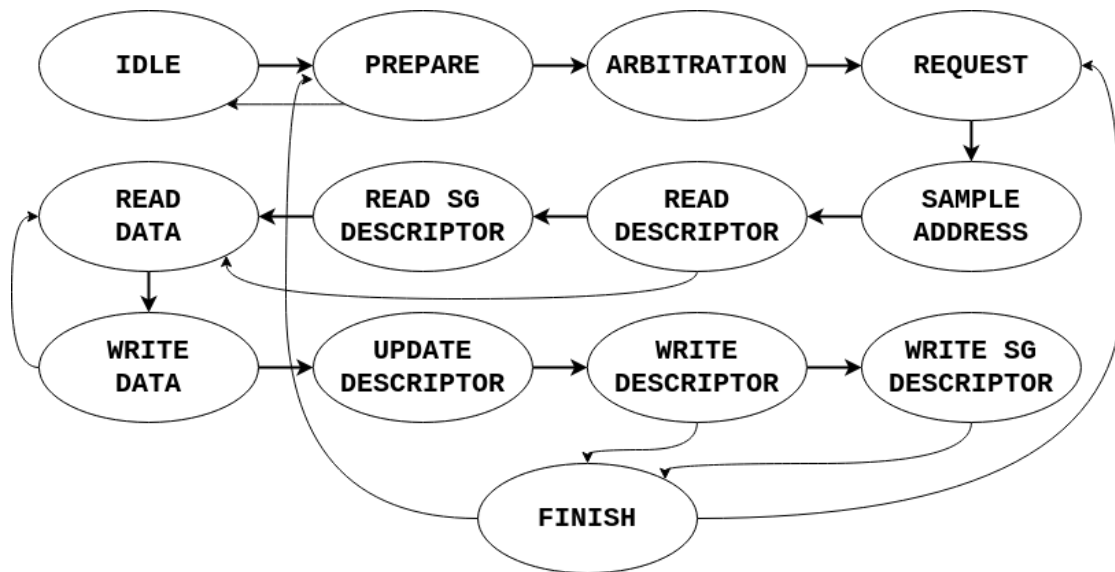 IDLE
PREPARE
ARBITRATION
REQUEST
READ
DATA
READ SG
DESCRIPTOR
READ
DESCRIPTOR
SAMPLE
ADDRESS
WRITE
DATA
UPDATE
DESCRIPTOR
WRITE
DESCRIPTOR
WRITE SG
DESCRIPTOR
FINISH